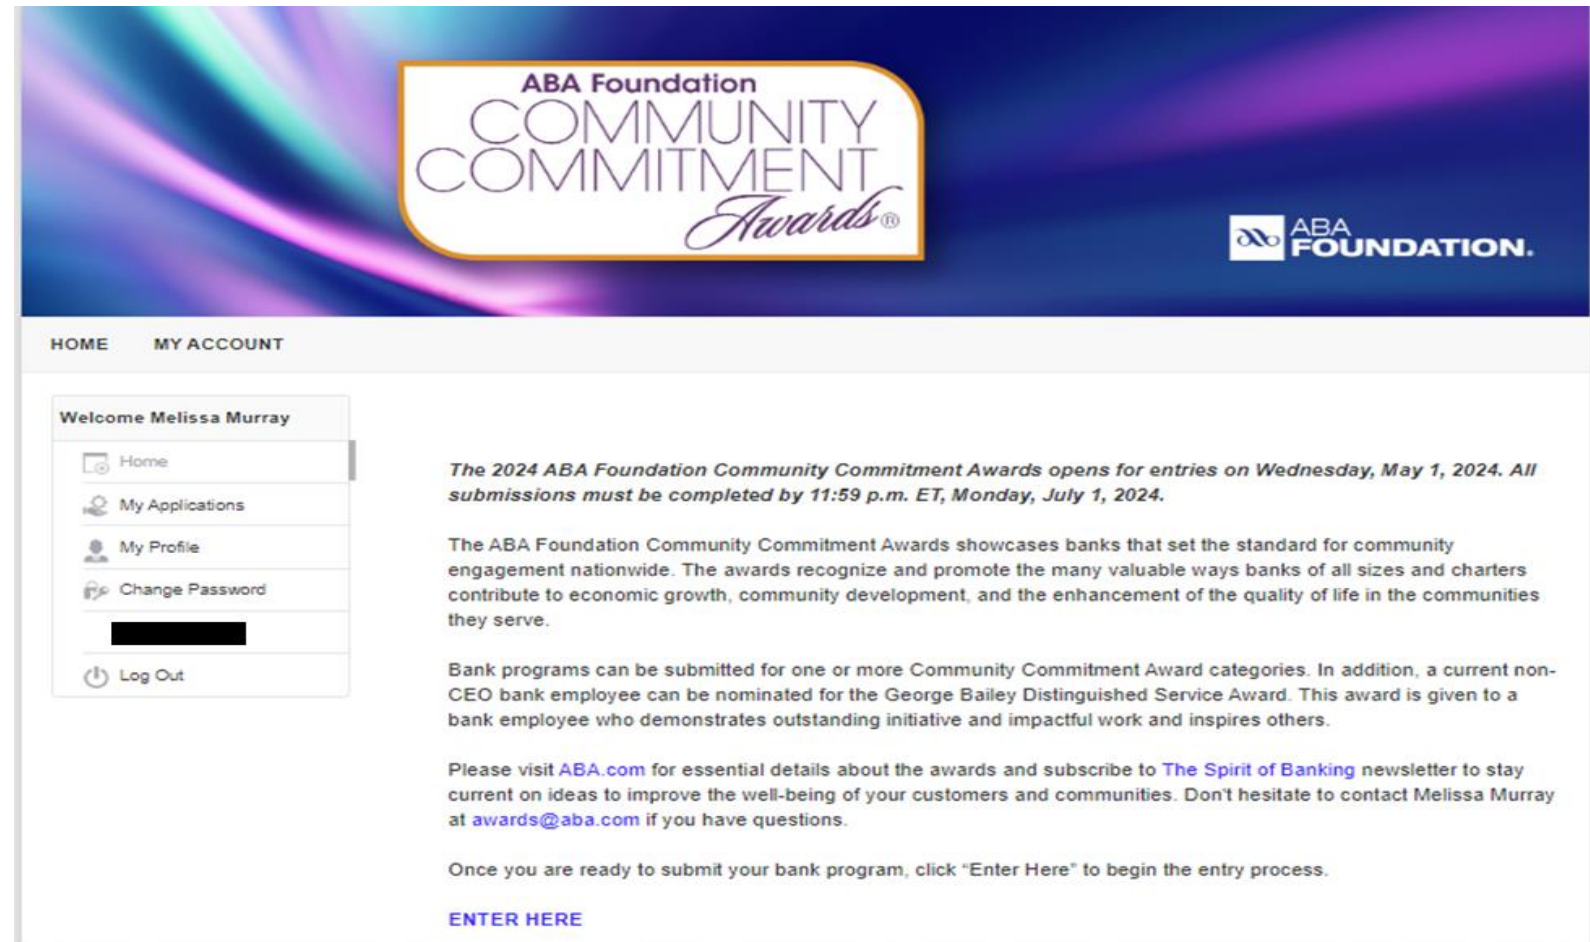 ABA Foundation
COMMUNITY
COMMITMENT
Awards®
ABA
FOUNDATION.
HOME MY ACCOUNT
Welcome Melissa Murray
Home
My Applications
My Profile
Change Password
Log Out
The 2024 ABA Foundation Community Commitment Awards opens for entries on Wednesday, May 1, 2024. All
submissions must be completed by 11:59 p.m. ET, Monday, July 1, 2024.
The ABA Foundation Community Commitment Awards showcases banks that set the standard for community
engagement nationwide. The awards recognize and promote the many valuable ways banks of all sizes and charters
contribute to economic growth, community development, and the enhancement of the quality of life in the communities
they serve.
Bank programs can be submitted for one or more Community Commitment Award categories. In addition, a current non-
CEO bank employee can be nominated for the George Bailey Distinguished Service Award. This award is given to a
bank employee who demonstrates outstanding initiative and impactful work and inspires others.
Please visit ABA.com for essential details about the awards and subscribe to The Spirit of Banking newsletter to stay
current on ideas to improve the well-being of your customers and communities. Don't hesitate to contact Melissa Murray
at awards@aba.com if you have questions.
Once you are ready to submit your bank program, click “Enter Here” to begin the entry process.
ENTER HERE